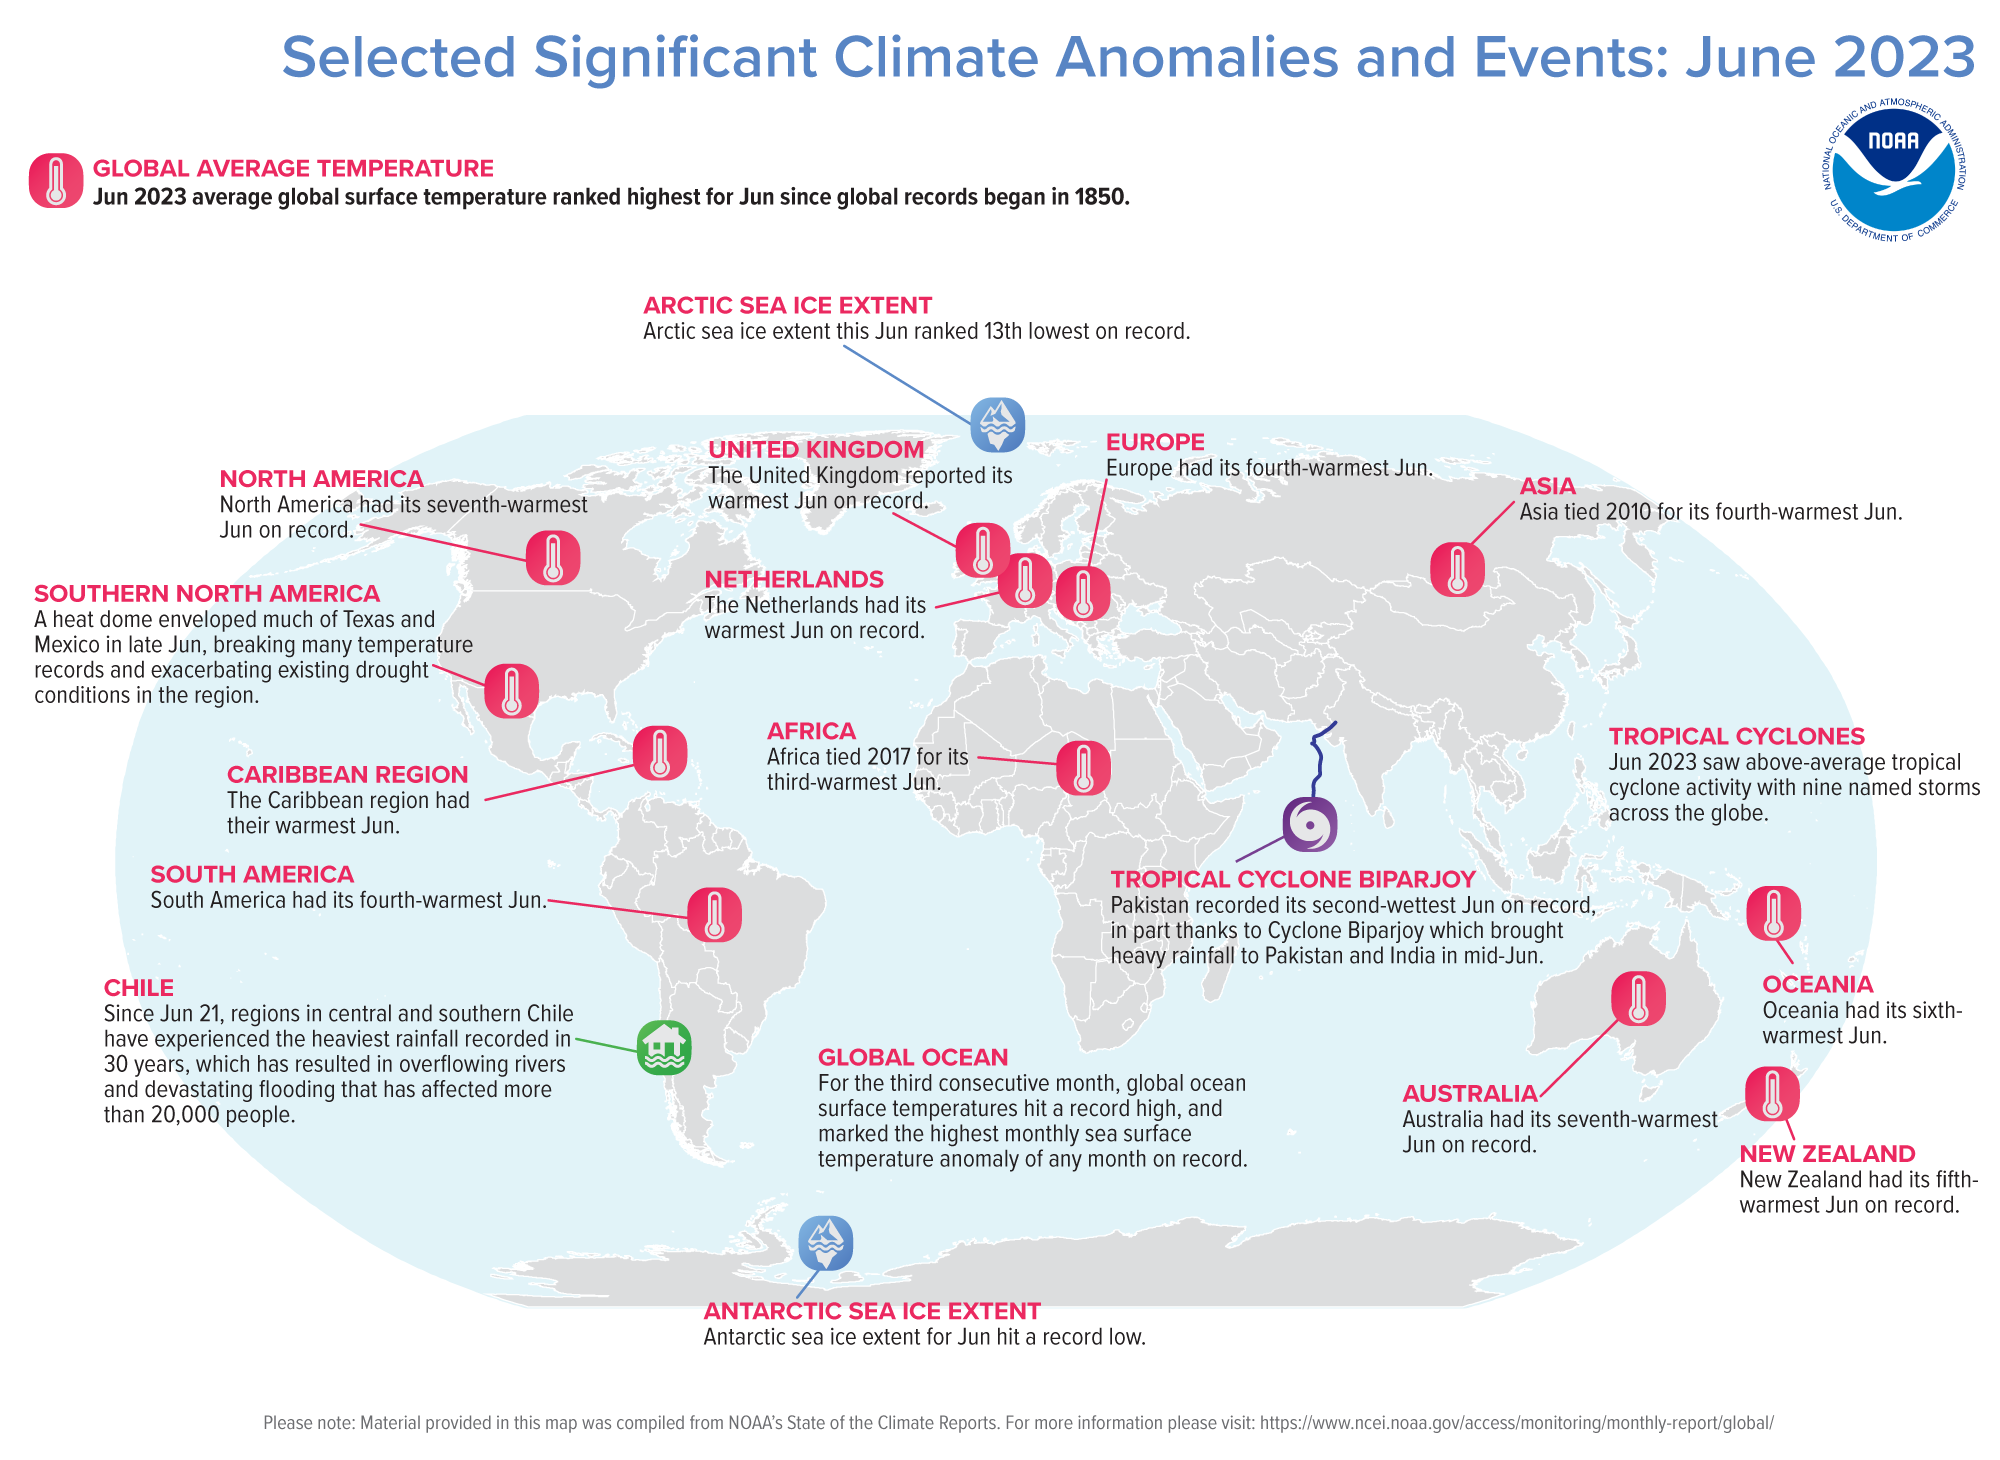 Selected Significant Climate Anomalies and Events: June 2023
NATIONAL OCEANIC AND ATMOSPHERIC ADMINISTRATION
NOAA
U.S. DEPARTMENT OF COMMERCE
GLOBAL AVERAGE TEMPERATURE
Jun 2023 average global surface temperature ranked highest for Jun since global records began in 1850.
ARCTIC SEA ICE EXTENT
Arctic sea ice extent this Jun ranked 13th lowest on record.
NORTH AMERICA
North America had its seventh-warmest
Jun on record.
UNITED KINGDOM
The United Kingdom reported its
warmest Jun on record.
EUROPE
Europe had its fourth-warmest Jun.
ASIA
Asia tied 2010 for its fourth-warmest Jun.
SOUTHERN NORTH AMERICA
A heat dome enveloped much of Texas and
Mexico in late Jun, breaking many temperature
records and exacerbating existing drought
conditions in the region.
NETHERLANDS
The Netherlands had its
warmest Jun on record.
CARIBBEAN REGION
The Caribbean region had
their warmest Jun.
AFRICA
Africa tied 2017 for its
third-warmest Jun.
TROPICAL CYCLONES
Jun 2023 saw above-average tropical
cyclone activity with nine named storms
across the globe.
SOUTH AMERICA
South America had its fourth-warmest Jun.
TROPICAL CYCLONE BIPARJOY
Pakistan recorded its second-wettest Jun on record,
in part thanks to Cyclone Biparjoy which brought
heavy rainfall to Pakistan and India in mid-Jun.
OCEANIA
Oceania had its sixth-
warmest Jun.
CHILE
Since Jun 21, regions in central and southern Chile
have experienced the heaviest rainfall recorded in
30 years, which has resulted in overflowing rivers
and devastating flooding that has affected more
than 20,000 people.
GLOBAL OCEAN
For the third consecutive month, global ocean
surface temperatures hit a record high, and
marked the highest monthly sea surface
temperature anomaly of any month on record.
AUSTRALIA
Australia had its seventh-warmest
Jun on record.
NEW ZEALAND
New Zealand had its fifth-
warmest Jun on record.
ANTARCTIC SEA ICE EXTENT
Antarctic sea ice extent for Jun hit a record low.
Please note: Material provided in this map was compiled from NOAA's State of the Climate Reports. For more information please visit: https://www.ncei.noaa.gov/access/monitoring/monthly-report/global/